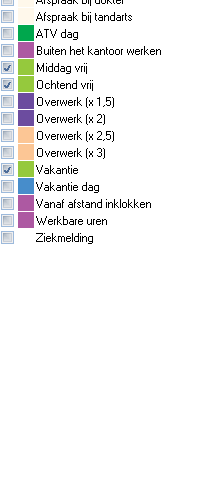 Afspraak bij dokter
Afspraak bij tandarts
ATV dag
Buiten het kantoor werken
Middag vrij
Ochtend vrij
Overwerk (x 1,5)
Overwerk (x 2)
Overwerk (x 2,5)
Overwerk (x 3)
Vakantie
Vakantie dag
Vanaf afstand inklokken
Werkbare uren
Ziekmelding